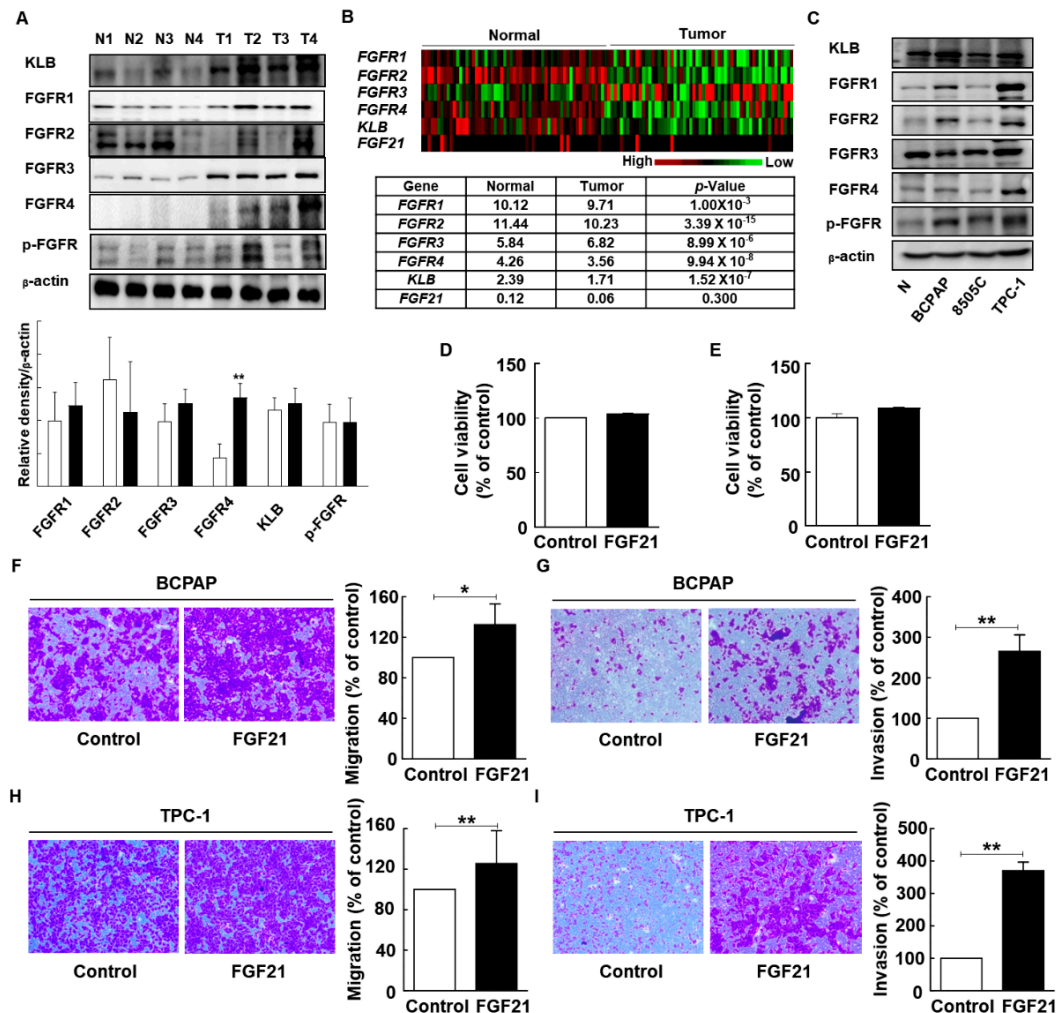 A
N1 N2 N3 N4 T1 T2 T3 T4
KLB
FGFR1
FGFR2
FGFR3
FGFR4
p-FGFR
β-actin
Relative density/β-actin
**
FGFR1 FGFR2 FGFR3 FGFR4 KLB p-FGFR
B
Normal Tumor
FGFR1
FGFR2
FGFR3
FGFR4
KLB
FGF21
High Low
Gene Normal Tumor p-Value
FGFR1 10.12 9.71 1.00X10-3
FGFR2 11.44 10.23 3.39 X 10-15
FGFR3 5.84 6.82 8.99 X 10-6
FGFR4 4.26 3.56 9.94 X 10-8
KLB 2.39 1.71 1.52 X10-7
FGF21 0.12 0.06 0.300
C
KLB
FGFR1
FGFR2
FGFR3
FGFR4
p-FGFR
β-actin
N BCPAP 8505C TPC-1
D
Cell viability
(% of control)
150
100
50
0
Control FGF21
E
Cell viability
(% of control)
150
100
50
0
Control FGF21
F
BCPAP
Control FGF21
Migration (% of control)
160
120
80
40
0
*
Control FGF21
G
BCPAP
Control FGF21
Invasion (% of control)
400
300
200
100
0
**
Control FGF21
H
TPC-1
Control FGF21
Migration (% of control)
160
120
80
40
0
**
Control FGF21
I
TPC-1
Control FGF21
Invasion (% of control)
500
400
300
200
100
0
**
Control FGF21